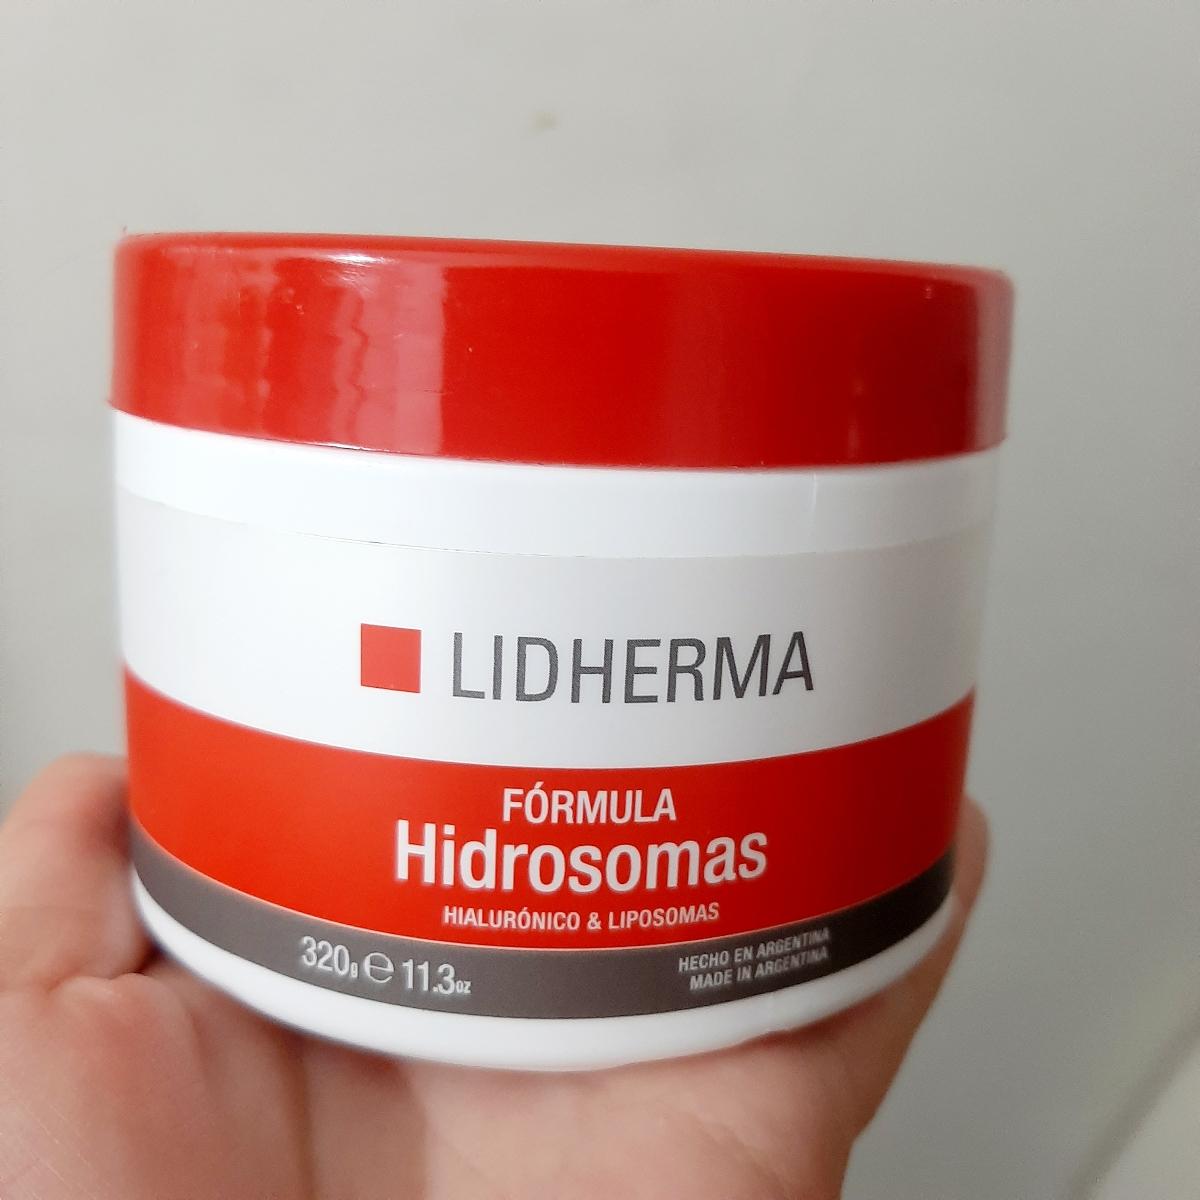 LIDHERMA
FÓRMULA
Hidrosomas
HIALURÓNICO & LIPOSOMAS
320g ℮ 11.3oz
HECHO EN ARGENTINA
MADE IN ARGENTINA